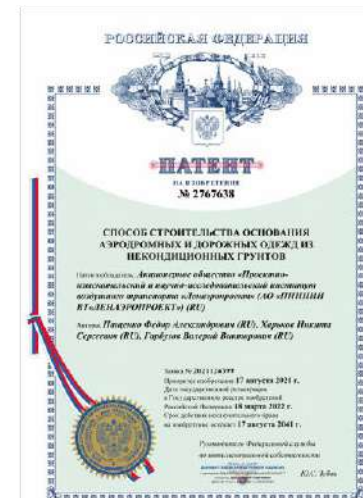 РОССИЙСКАЯ ФЕДЕРАЦИЯ
ПАТЕНТ
НА ИЗОБРЕТЕНИЕ
№ 2767638
СПОСОБ СТРОИТЕЛЬСТВА ОСНОВАНИЯ
АЭРОДРОМНЫХ И ДОРОЖНЫХ ОДЕЖД ИЗ
НЕКОНДИЦИОННЫХ ГРУНТОВ
Патентообладатель: Акционерное общество «Проектно-
изыскательский и научно-исследовательский институт
воздушного транспорта «Ленаэропроект» (АО «ПИИНИИ
ВТ «ЛЕНАЭРОПРОЕКТ») (RU)
Авторы: Пащенко Федор Александрович (RU), Харьков Никита
Сергеевич (RU), Горбунов Валерий Викторович (RU)
Заявка №
Приоритет изобретения 17 августа 2021 г.
Дата государственной регистрации
в Государственном реестре изобретений
Российской Федерации 18 марта 2022 г.
Срок действия исключительного права
на изобретение истекает 17 августа 2041 г.
Руководитель Федеральной службы
по интеллектуальной собственности
Ю.С. Зубов